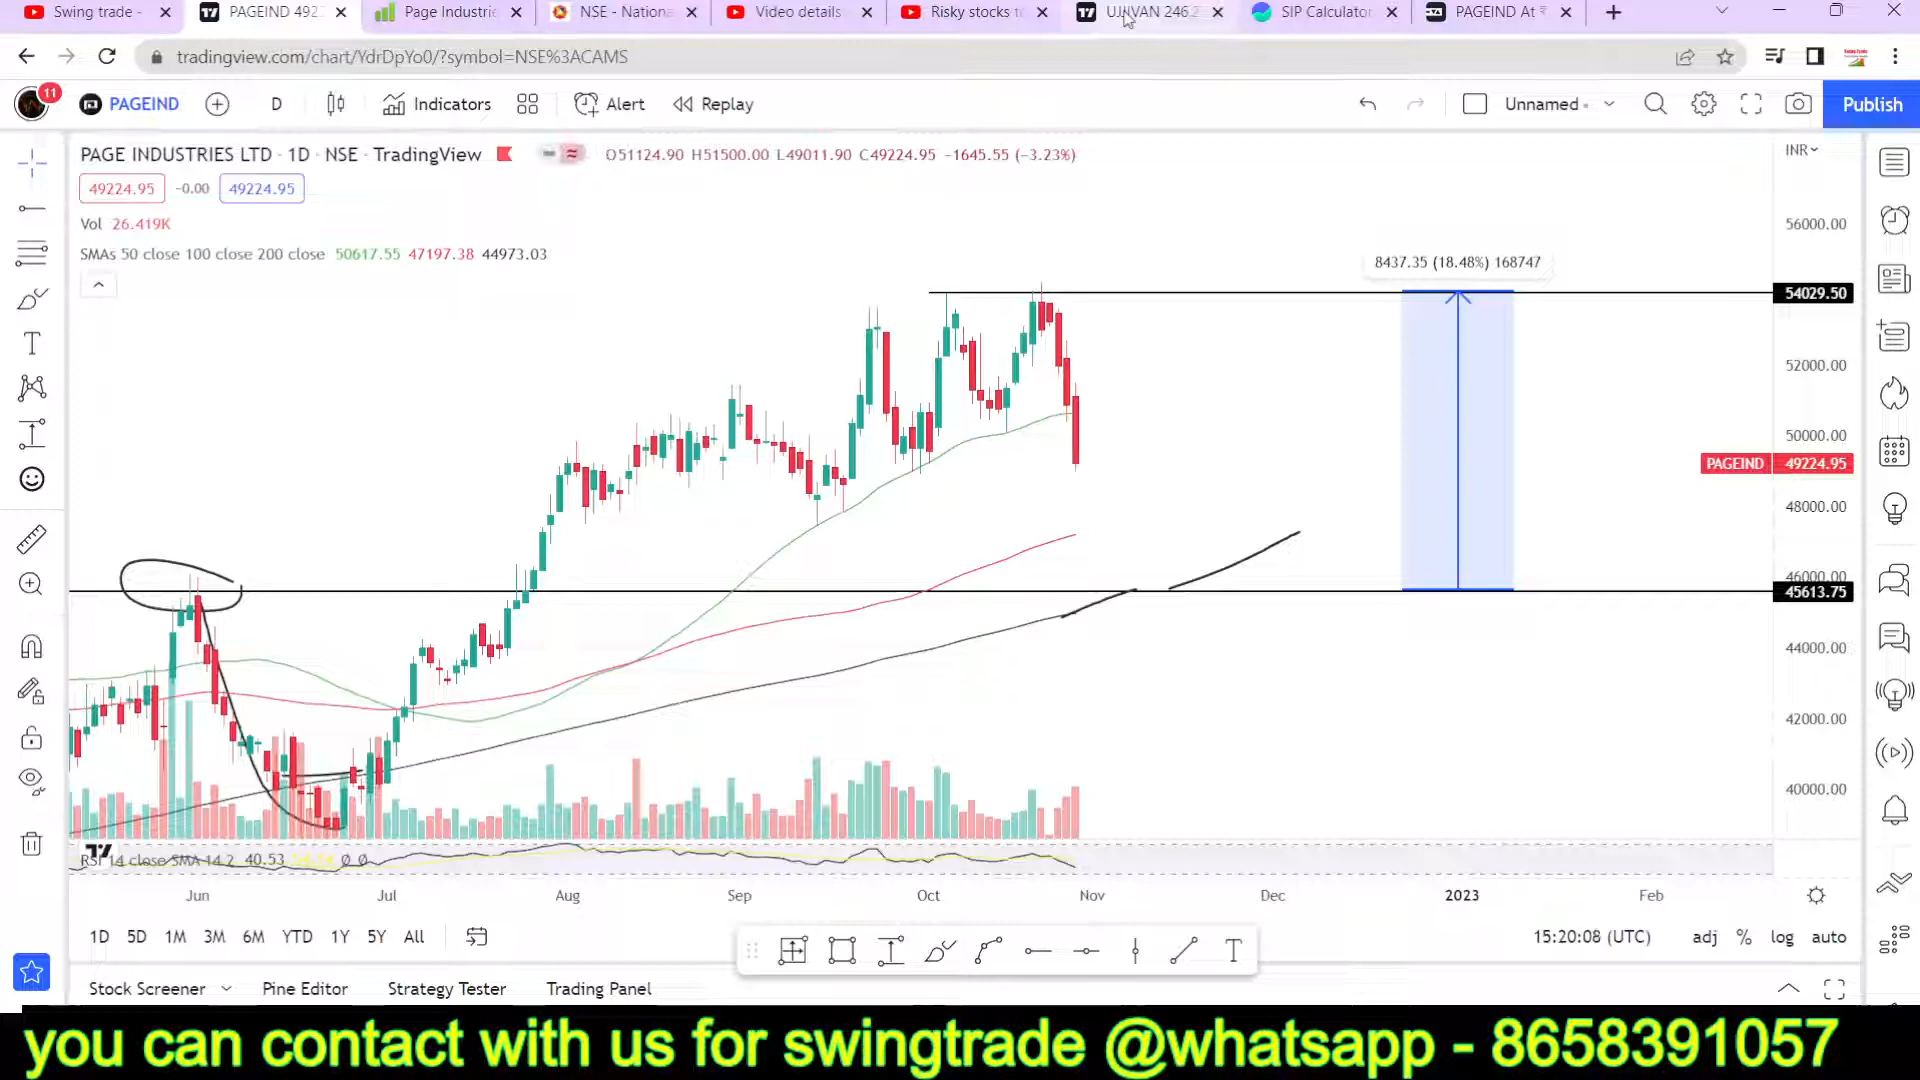 Swing trade - PAGEIND 492 Page Industrie NSE - Nationa Video details Risky stocks to UJJIVAN 246.2 SIP Calculator PAGEIND At ₹
tradingview.com/chart/YdrDpYo0/?symbol=NSE%3ACAMS
11 PAGEIND D Indicators Alert Replay Unnamed Publish
PAGE INDUSTRIES LTD · 1D · NSE · TradingView O51124.90 H51500.00 L49011.90 C49224.95 −1645.55 (−3.23%) INR
49224.95 -0.00 49224.95
Vol 26.419K
SMAs 50 close 100 close 200 close 50617.55 47197.38 44973.03
8437.35 (18.48%) 168747
56000.00
54029.50
52000.00
50000.00
PAGEIND 49224.95
48000.00
46000.00
45613.75
44000.00
42000.00
40000.00
RSI 14 close SMA 14 2 40.53 0 0
Jun Jul Aug Sep Oct Nov Dec 2023 Feb
1D 5D 1M 3M 6M YTD 1Y 5Y All 15:20:08 (UTC) adj % log auto
Stock Screener Pine Editor Strategy Tester Trading Panel
you can contact with us for swingtrade @whatsapp - 8658391057